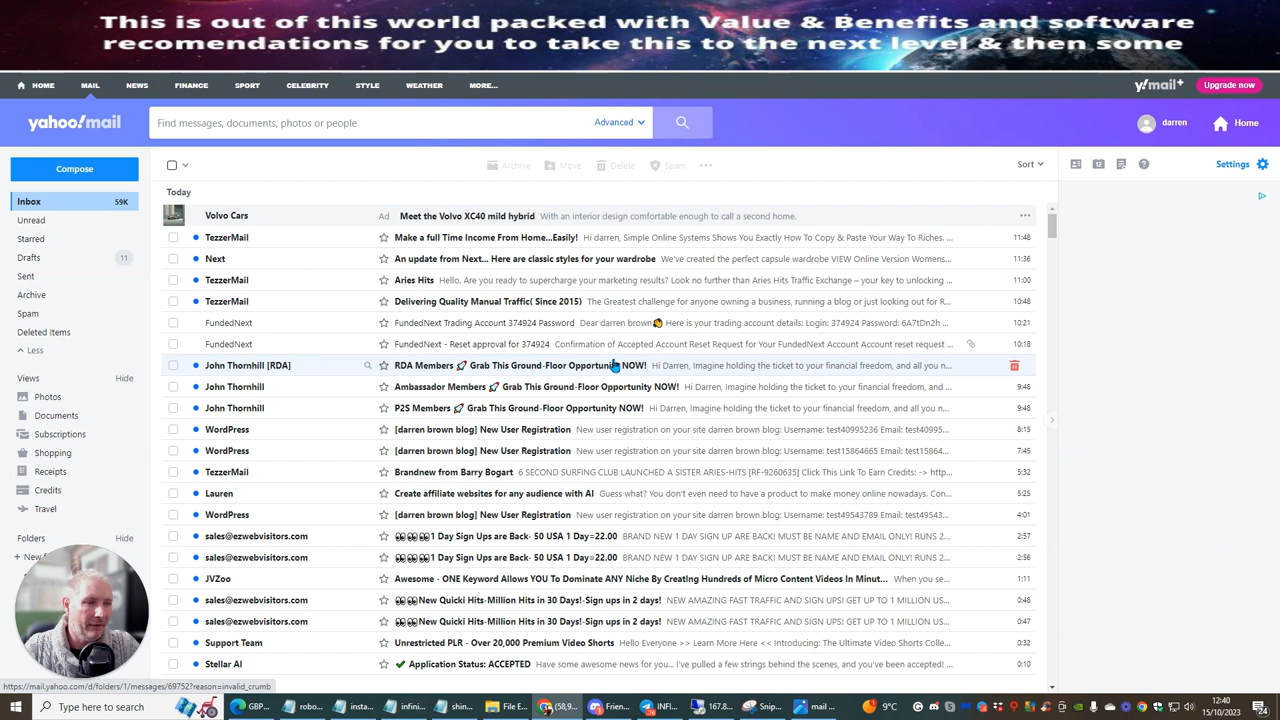 This is out of this world packed with Value & Benefits and software
recomendations for you to take this to the next level & then some
HOME MAIL NEWS FINANCE SPORT CELEBRITY STYLE WEATHER MORE... y!mail+ Upgrade now
yahoo!mail Find messages, documents, photos or people Advanced darren Home
Compose Archive Move Delete Spam Sort 12 Settings
Today
Inbox 59K
Unread
Starred
Drafts 11
Sent
Archive
Spam
Deleted Items
Less
Views Hide
Photos
Documents
Subscriptions
Shopping
Receipts
Credits
Travel
Folders Hide
Volvo Cars Ad Meet the Volvo XC40 mild hybrid With an interior design comfortable enough to call a second home.
TezzerMail Make a full Time Income From Home...Easily! Hi darren, Simple Online Systems Shows You Exactly How To Copy & Paste Your Way To Riches. ... 11:48
Next An update from Next... Here are classic styles for your wardrobe We've created the perfect capsule wardrobe VIEW Online Version Womens... 11:36
TezzerMail Aries Hits Hello. Are you ready to supercharge your marketing results? Look no further than Aries Hits Traffic Exchange – your key to unlocking ... 11:00
TezzerMail Delivering Quality Manual Traffic( Since 2015) The Greatest challenge for anyone owning a business, running a blog or just looking out for R... 10:48
FundedNext FundedNext Trading Account 374924 Password Dear darren brown Here is your trading account details: Login: 374924 Password: 6A7tDn2h ... 10:21
FundedNext FundedNext - Reset approval for 374924 Confirmation of Accepted Account Reset Request for Your FundedNext Account Account reset request ... 10:18
John Thornhill [RDA] RDA Members 🚀 Grab This Ground-Floor Opportunity NOW! Hi Darren, Imagine holding the ticket to your financial freedom, and all you n...
John Thornhill Ambassador Members 🚀 Grab This Ground-Floor Opportunity NOW! Hi Darren, Imagine holding the ticket to your financial freedom, and ... 9:48
John Thornhill P2S Members 🚀 Grab This Ground-Floor Opportunity NOW! Hi Darren, Imagine holding the ticket to your financial freedom, and all you n... 9:48
WordPress [darren brown blog] New User Registration New user registration on your site darren brown blog: Username: test40995236 Email: test4095... 8:15
WordPress [darren brown blog] New User Registration New user registration on your site darren brown blog: Username: test15864665 Email: test1586... 7:45
TezzerMail Brandnew from Barry Bogart 6 SECOND SURFING CLUB LAUNCHED A SISTER ARIES-HITS [RF-9260635] Click This Link To Earn Credits: -> http... 5:32
Lauren Create affiliate websites for any audience with AI Guess what? You don't even need to have a product to make money online nowadays. Con... 5:25
WordPress [darren brown blog] New User Registration New user registration on your site darren brown blog: Username: test49543789 Email: test495... 4:01
sales@ezwebvisitors.com 👀👀👀1 Day Sign Ups are Back- 50 USA 1 Day=22.00 BRAND NEW 1 DAY SIGN UP ARE BACK! MUST BE NAME AND EMAIL ONLY! RUNS 2... 2:57
sales@ezwebvisitors.com 👀👀👀1 Day Sign Ups are Back- 50 USA 1 Day=22.00 BRAND NEW 1 DAY SIGN UP ARE BACK! MUST BE NAME AND EMAIL ONLY! RUNS 2... 2:56
JVZoo Awesome - ONE Keyword Allows YOU To Dominate ANY Niche By Creating Hundreds of Micro Content Videos In Minut... When you se... 1:11
sales@ezwebvisitors.com 👀👀New Quicki Hits-Million Hits in 30 Days!-Sign ups in 2 days! NEW AMAZING FAST TRAFFIC AND SIGN UPS! GET UP TO 1 MILLION US... 0:48
sales@ezwebvisitors.com 👀👀New Quicki Hits-Million Hits in 30 Days!-Sign ups in 2 days! NEW AMAZING FAST TRAFFIC AND SIGN UPS! GET UP TO 1 MILLION US... 0:47
Support Team Unrestricted PLR - Over 20,000 Premium Video Shorts Hello Everyone >> Learn More Here << Introducing: The Ultimate Video Shorts Colle... 0:39
Stellar AI ✔ Application Status: ACCEPTED Have some awesome news for you... I've pulled a few strings behind the scenes, and you've been accepted! ... 0:10
https://mail.yahoo.com/d/folders/1/messages/69752?reason=invalid_crumb
Type here to search GBP... robo... insta... infini... shin... File E... (58,9... Frien... INFI... 167.8... Snipp... mail ... 9°C 12:40
15/10/2023 24